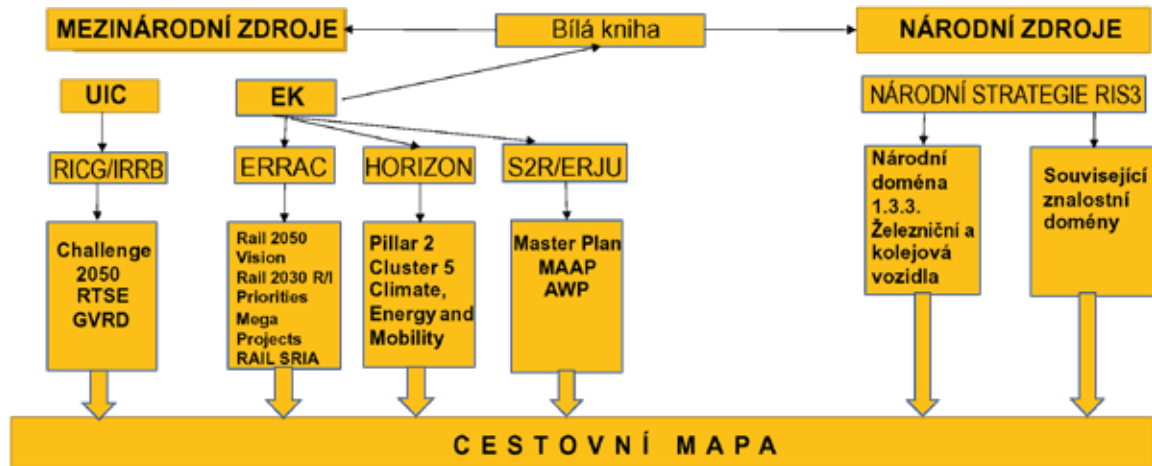 MEZINÁRODNÍ ZDROJE
Bílá kniha
NÁRODNÍ ZDROJE
UIC
EK
NÁRODNÍ STRATEGIE RIS3
RICG/IRRB
ERRAC
HORIZON
S2R/ERJU
Challenge
2050
RTSE
GVRD
Rail 2050
Vision
Rail 2030 R/I
Priorities
Mega
Projects
RAIL SRIA
Pillar 2
Cluster 5
Climate,
Energy and
Mobility
Master Plan
MAAP
AWP
Národní
doména
1.3.3.
Železniční a
kolejová
vozidla
Související
znalostní
domény
CESTOVNÍ MAPA